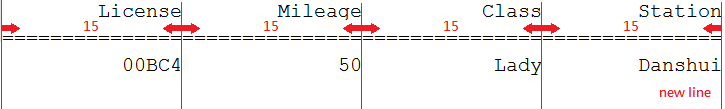 License Mileage Class Station
15 15 15 15
============================================================
00BC4 50 Lady Danshui
new line